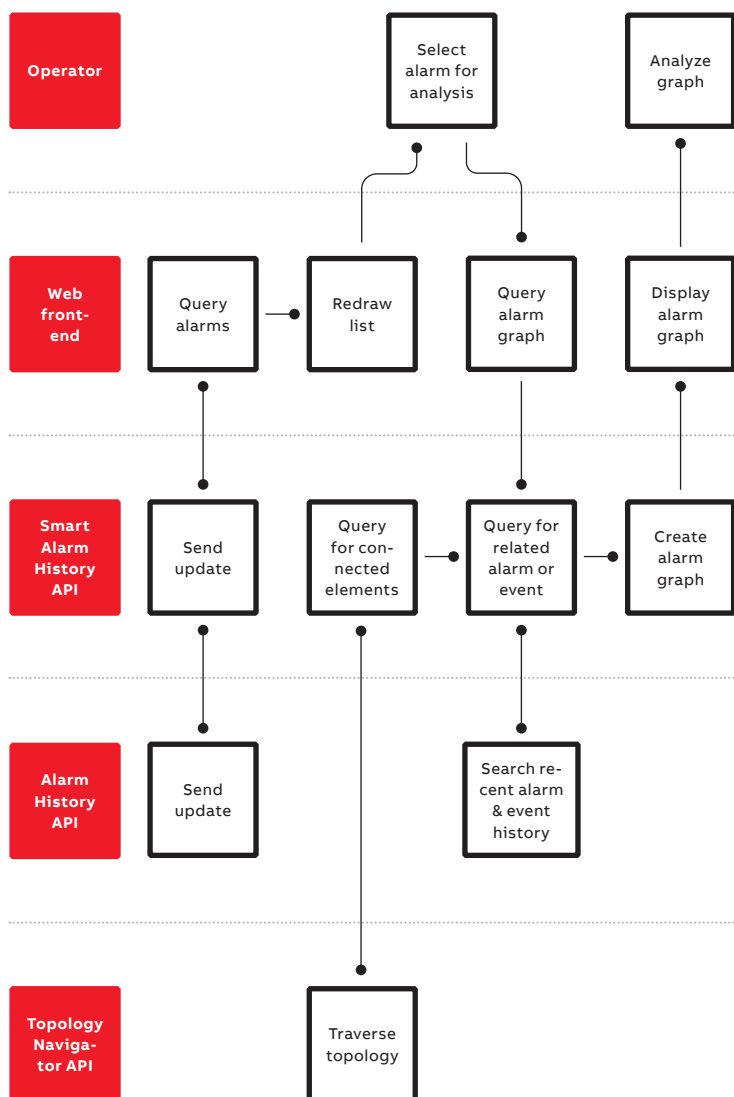 Operator
Select
alarm for
analysis
Analyze
graph
Web
front-
end
Query
alarms
Redraw
list
Query
alarm
graph
Display
alarm
graph
Smart
Alarm
History
API
Send
update
Query
for con-
nected
elements
Query for
related
alarm or
event
Create
alarm
graph
Alarm
History
API
Send
update
Search re-
cent alarm
& event
history
Topology
Naviga-
tor API
Traverse
topology